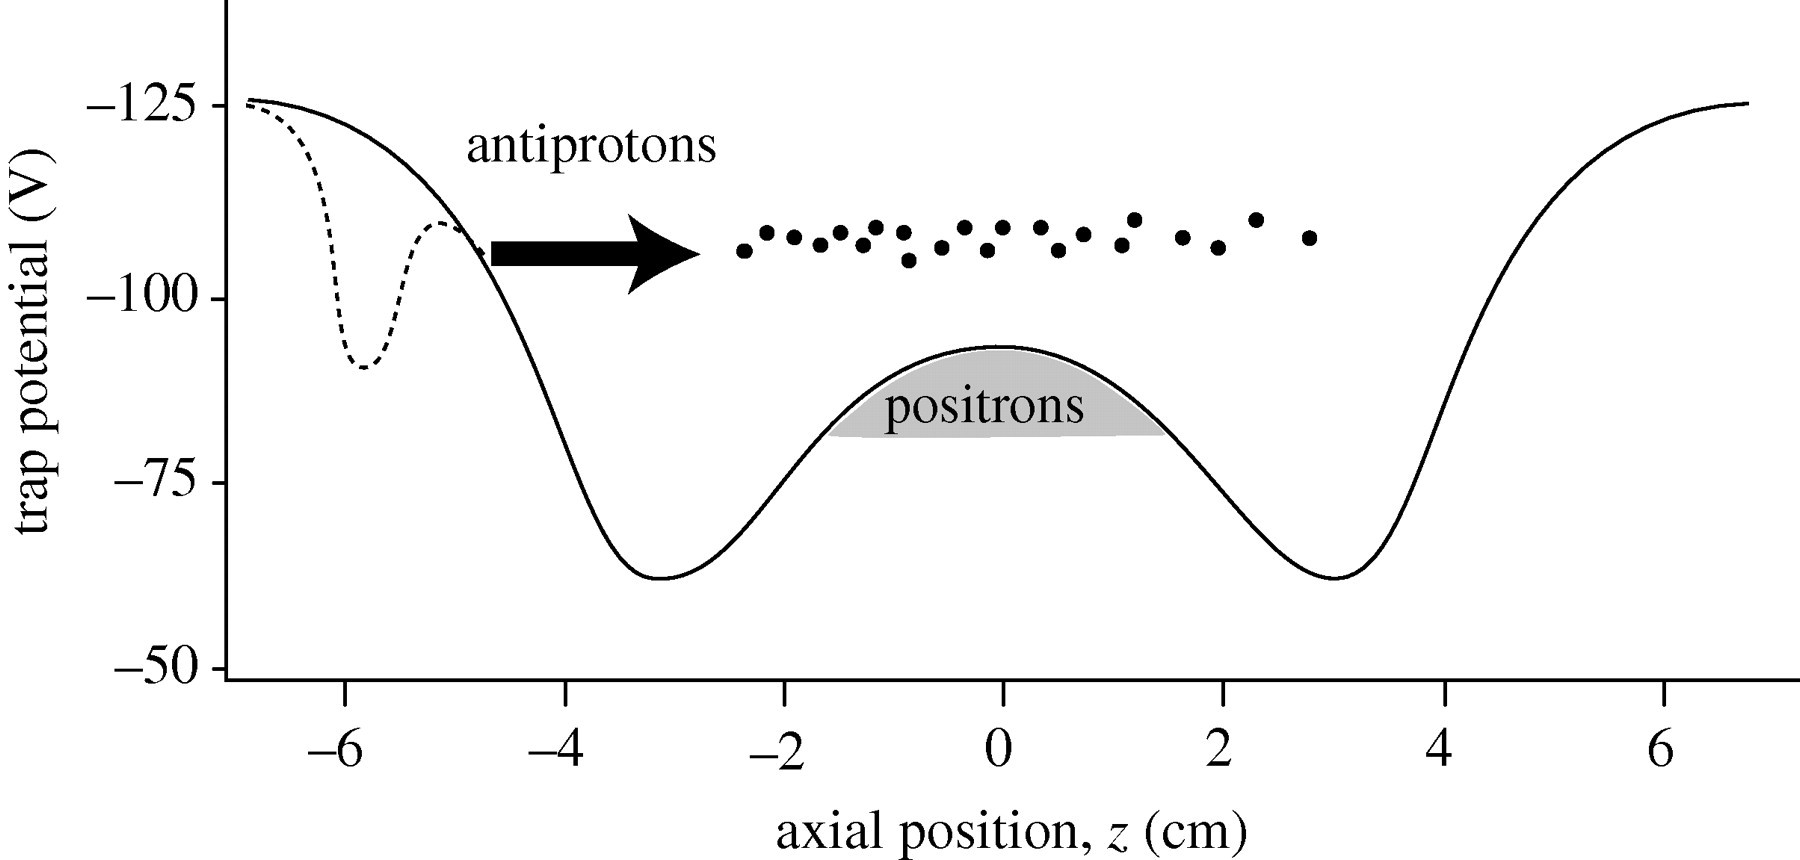 trap potential (V)
–125
–100
–75
–50
antiprotons
positrons
–6 –4 –2 0 2 4 6
axial position, z (cm)